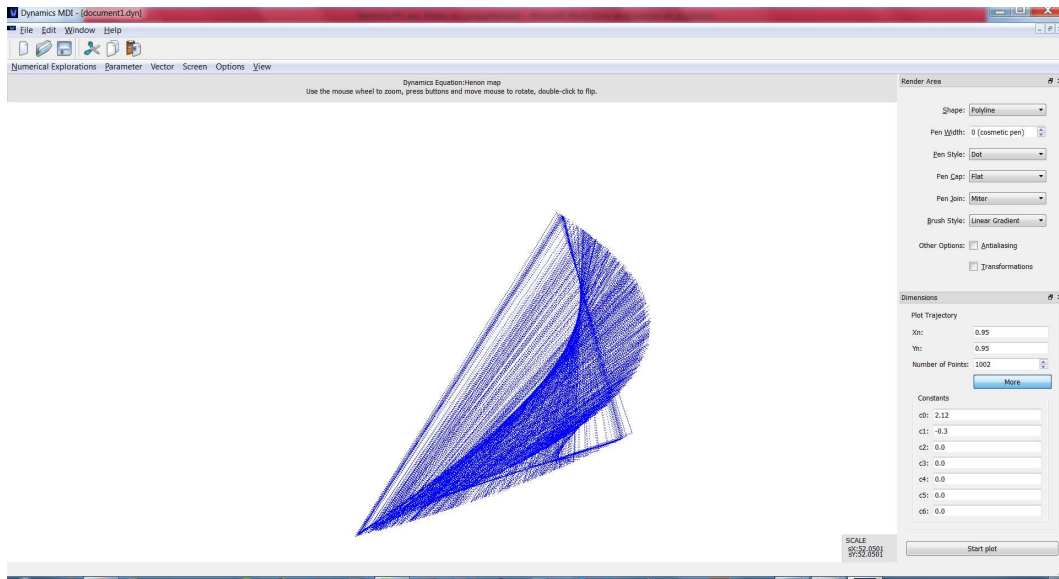 Dynamics MDI - [document1.dyn]
File Edit Window Help
Numerical Explorations Parameter Vector Screen Options View
Dynamics Equation:Henon map
Use the mouse wheel to zoom, press buttons and move mouse to rotate, double-click to flip.
Render Area
Shape: Polyline
Pen Width: 0 (cosmetic pen)
Pen Style: Dot
Pen Cap: Flat
Pen Join: Miter
Brush Style: Linear Gradient
Other Options: Antialiasing
Transformations
Dimensions
Plot Trajectory
Xn: 0.95
Yn: 0.95
Number of Points: 1002
More
Constants
c0: 2.12
c1: -0.3
c2: 0.0
c3: 0.0
c4: 0.0
c5: 0.0
c6: 0.0
Start plot
SCALE
sX:52.0501
sY:52.0501